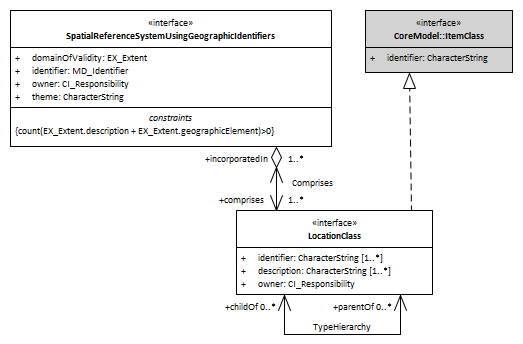 «interface»
SpatialReferenceSystemUsingGeographicIdentifiers
+ domainOfValidity: EX_Extent
+ identifier: MD_Identifier
+ owner: CI_Responsibility
+ theme: CharacterString
constraints
{count(EX_Extent.description + EX_Extent.geographicElement)>0}
«interface»
CoreModel::ItemClass
+ identifier: CharacterString
+incorporatedIn 1..*
Comprises
+comprises 1..*
«interface»
LocationClass
+ identifier: CharacterString [1..*]
+ description: CharacterString [1..*]
+ owner: CI_Responsibility
+childOf 0..* +parentOf 0..*
TypeHierarchy